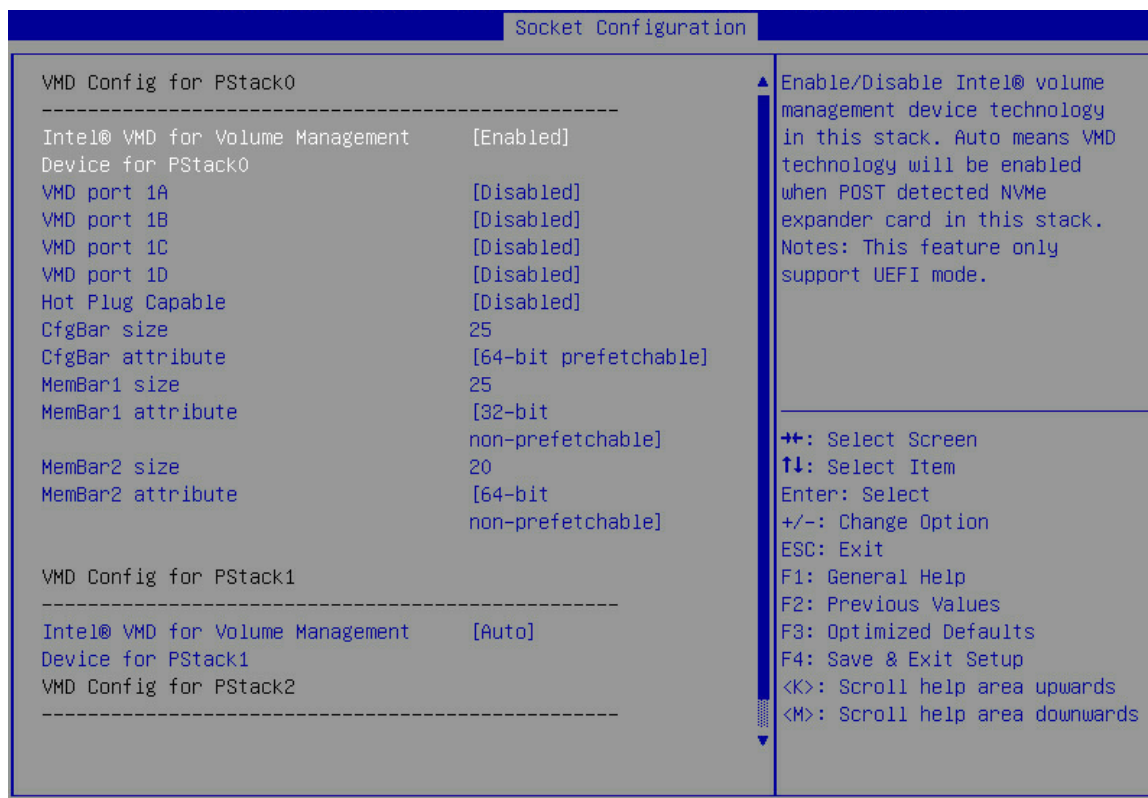 Socket Configuration
VMD Config for PStack0
--------------------------------------------------
Intel® VMD for Volume Management [Enabled]
Device for PStack0
VMD port 1A [Disabled]
VMD port 1B [Disabled]
VMD port 1C [Disabled]
VMD port 1D [Disabled]
Hot Plug Capable [Disabled]
CfgBar size 25
CfgBar attribute [64-bit prefetchable]
MemBar1 size 25
MemBar1 attribute [32-bit
non-prefetchable]
MemBar2 size 20
MemBar2 attribute [64-bit
non-prefetchable]
VMD Config for PStack1
--------------------------------------------------
Intel® VMD for Volume Management [Auto]
Device for PStack1
VMD Config for PStack2
--------------------------------------------------
Enable/Disable Intel® volume
management device technology
in this stack. Auto means VMD
technology will be enabled
when POST detected NVMe
expander card in this stack.
Notes: This feature only
support UEFI mode.
→←: Select Screen
↑↓: Select Item
Enter: Select
+/-: Change Option
ESC: Exit
F1: General Help
F2: Previous Values
F3: Optimized Defaults
F4: Save & Exit Setup
<K>: Scroll help area upwards
<M>: Scroll help area downwards